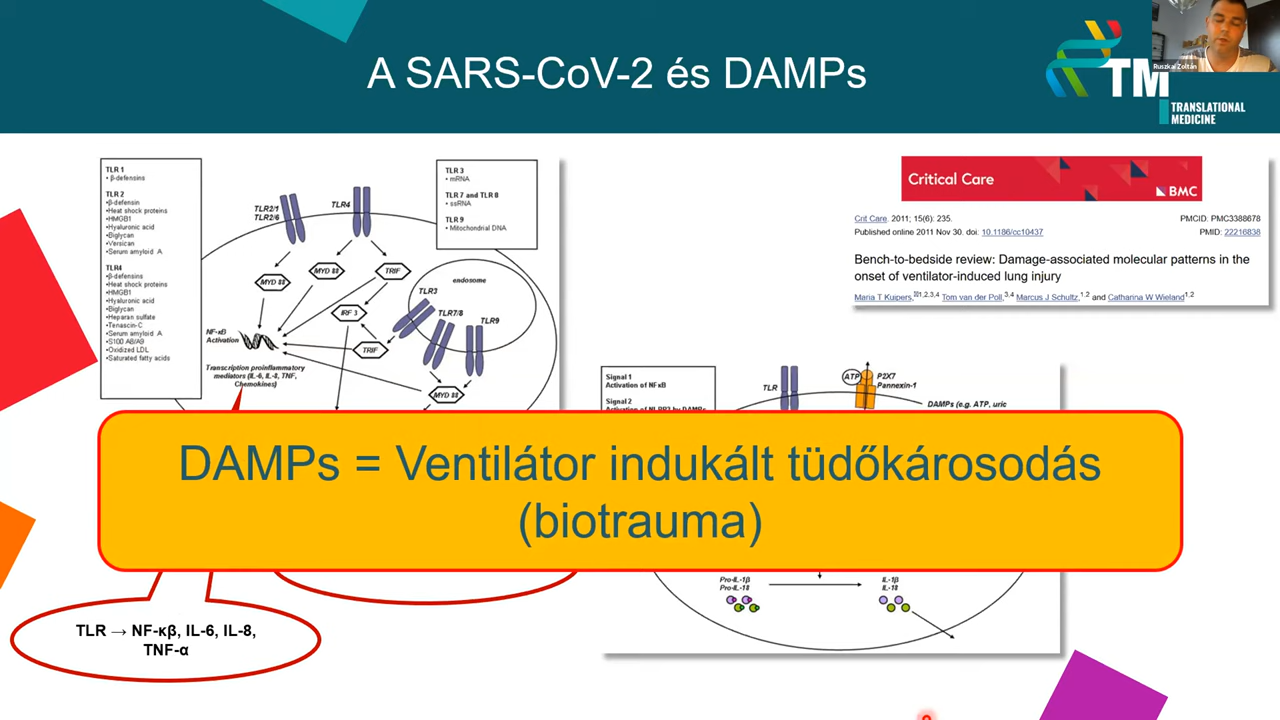 A SARS-CoV-2 és DAMPs
Ruszkai Zoltán
TM
TRANSLATIONAL
MEDICINE
TLR 1
• β-defensins
TLR 2
•β-defensin
•Heat shock proteins
•HMGB1
•Hyaluronic acid
•Biglycan
•Versican
•Serum amyloid A
TLR4
•β-defensins
•Heat shock proteins
•HMGB1
•Hyaluronic acid
•Biglycan
•Heparan sulfate
•Tenascin-C
•Serum amyloid A
•S100 A8/A9
•Oxidized LDL
•Saturated fatty acids
TLR2/1
TLR2/6
TLR4
TLR 3
• mRNA
TLR 7 and TLR 8
• ssRNA
TLR 9
• Mitochondrial DNA
MYD 88
MYD 88
TRIF
endosome
TLR3
TLR7/8
TLR9
IRF 3
TRIF
NF-κB
Activation
Transcription proinflammatory
mediators (IL-6, IL-8, TNF,
Chemokines)
MYD 88
Critical Care
BMC
Crit Care. 2011; 15(6): 235.
PMCID: PMC3388678
Published online 2011 Nov 30. doi: 10.1186/cc10437
PMID: 22216838
Bench-to-bedside review: Damage-associated molecular patterns in the
onset of ventilator-induced lung injury
Maria T Kuipers,1,2,3,4 Tom van der Poll,3,4 Marcus J Schultz,1,2 and Catharina W Wieland1,2
Signal 1
Activation of NFκB
Signal 2
Activation of NLRP3 by DAMPs
TLR
ATP
P2X7
Pannexin-1
DAMPs (e.g. ATP, uric
DAMPs = Ventilátor indukált tüdőkárosodás
(biotrauma)
Pro-IL-1β
Pro-IL-18
IL-1β
IL-18
TLR → NF-κβ, IL-6, IL-8,
TNF-α